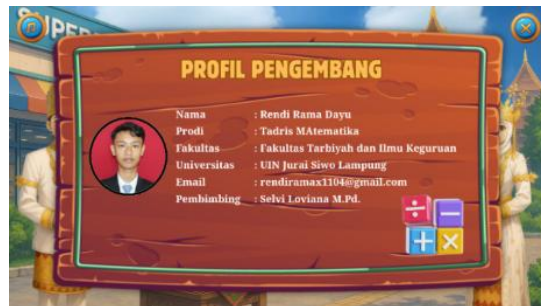 SUPE
PROFIL PENGEMBANG
Nama : Rendi Rama Dayu
Prodi : Tadris MAtematika
Fakultas : Fakultas Tarbiyah dan Ilmu Keguruan
Universitas : UIN Jurai Siwo Lampung
Email : rendiramax1104@gmail.com
Pembimbing : Selvi Loviana M.Pd.